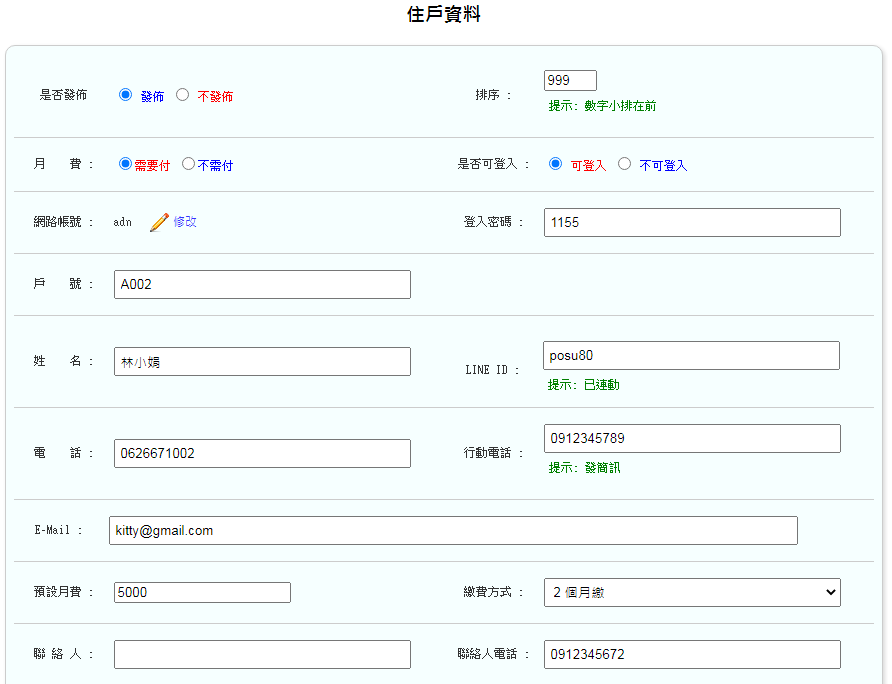 住戶資料
是否發佈 發佈 不發佈 排序 : 999
提示: 數字小排在前
月 費 : 需要付 不需付 是否可登入 : 可登入 不可登入
網路帳號 : adn 修改 登入密碼 : 1155
戶 號 : A002
姓 名 : 林小娟 LINE ID : posu80
提示: 已連動
電 話 : 0626671002 行動電話 : 0912345789
提示: 發簡訊
E-Mail : kitty@gmail.com
預設月費 : 5000 繳費方式 : 2 個月繳
聯 絡 人 : 聯絡人電話 : 0912345672